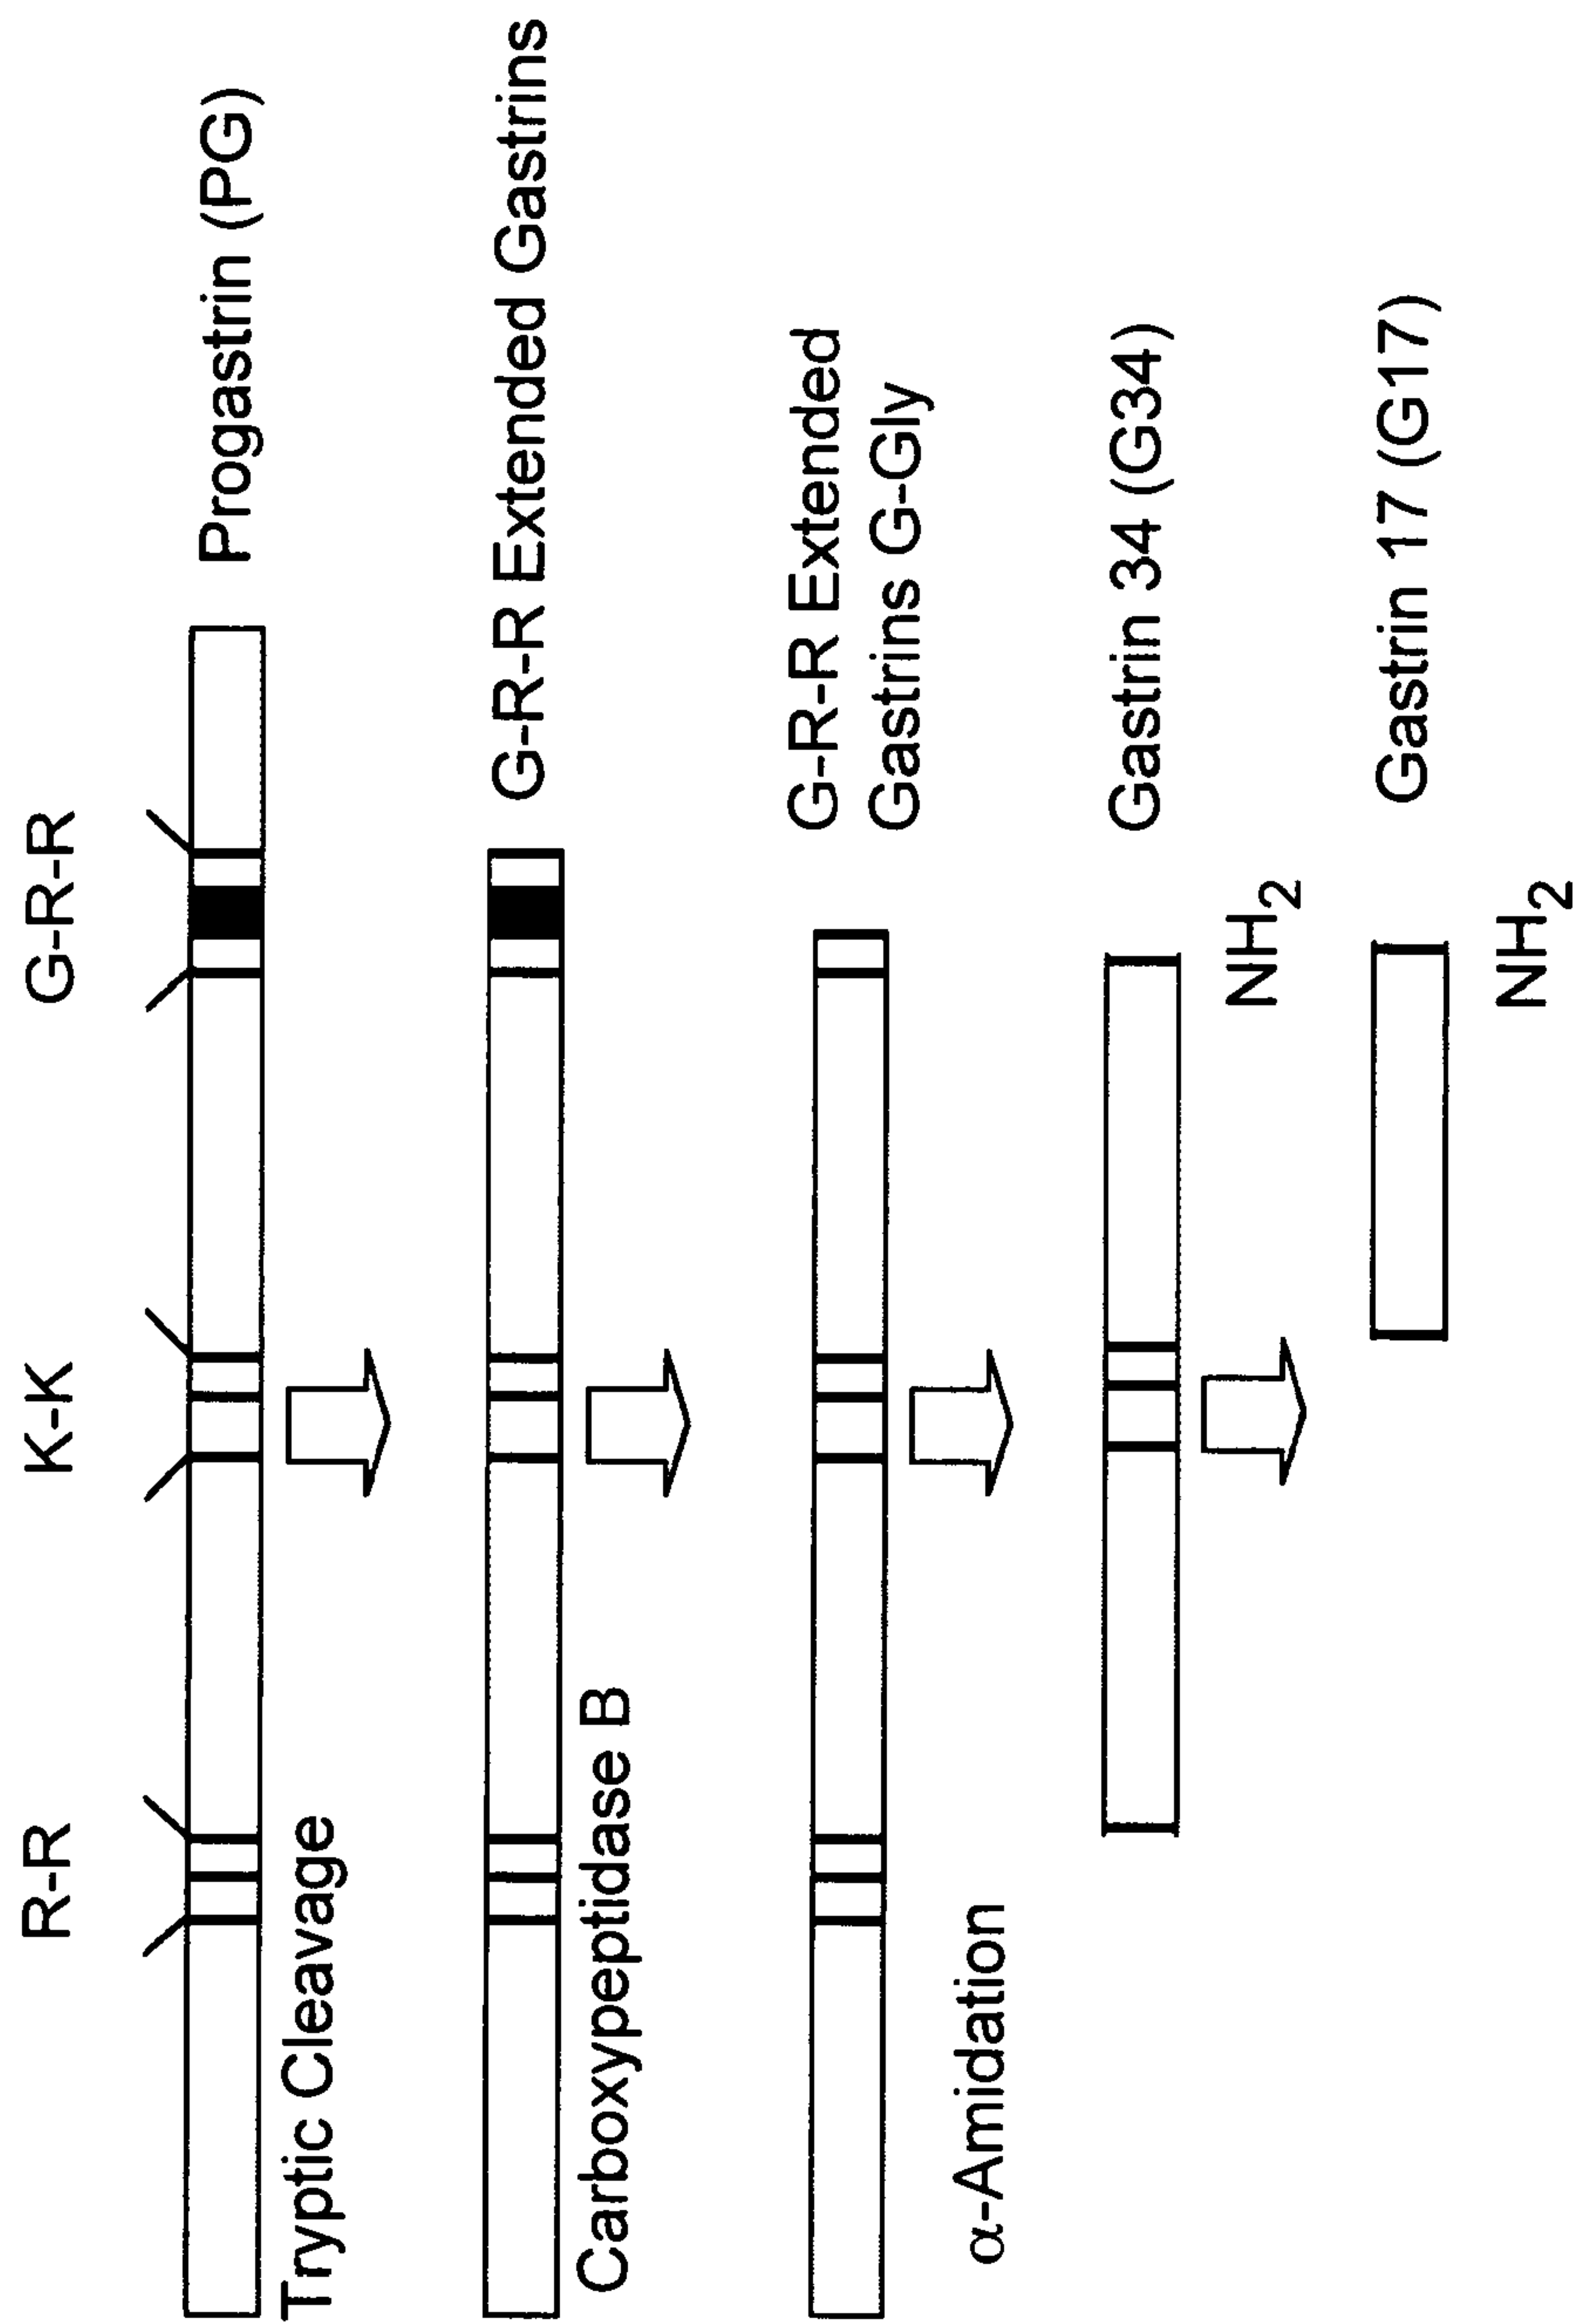 R-R
K-K
G-R-R
Progastrin (PG)
Tryptic Cleavage
G-R-R Extended Gastrins
Carboxypeptidase B
G-R-R Extended
Gastrins G-Gly
α-Amidation
Gastrin 34 (G34)
NH2
Gastrin 17 (G17)
NH2